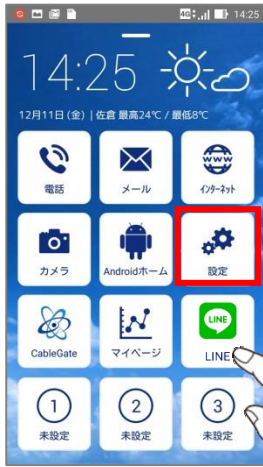 4G 14:25
14:25
12月11日(金) | 佐倉 最高24℃ / 最低8℃
www
電話
メール
インターネット
カメラ
Androidホーム
設定
LINE
CableGate
マイページ
LINE
1
2
3
未設定
未設定
未設定